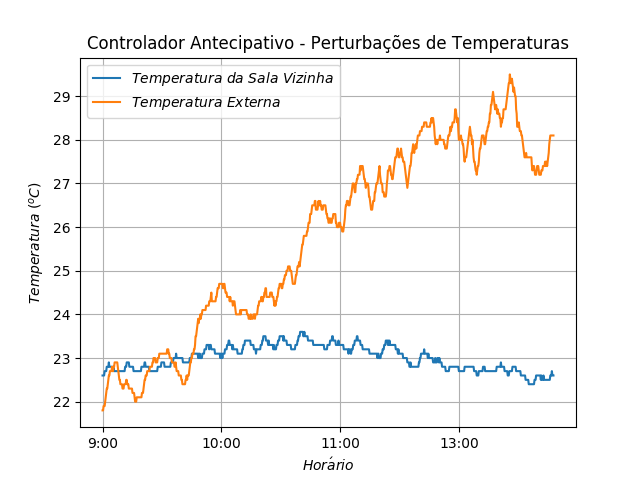 Controlador Antecipativo - Perturbações de Temperaturas
Temperatura da Sala Vizinha
Temperatura Externa
29
28
27
26
25
24
23
22
Temperatura (ºC)
9:00 10:00 11:00 13:00
Horário